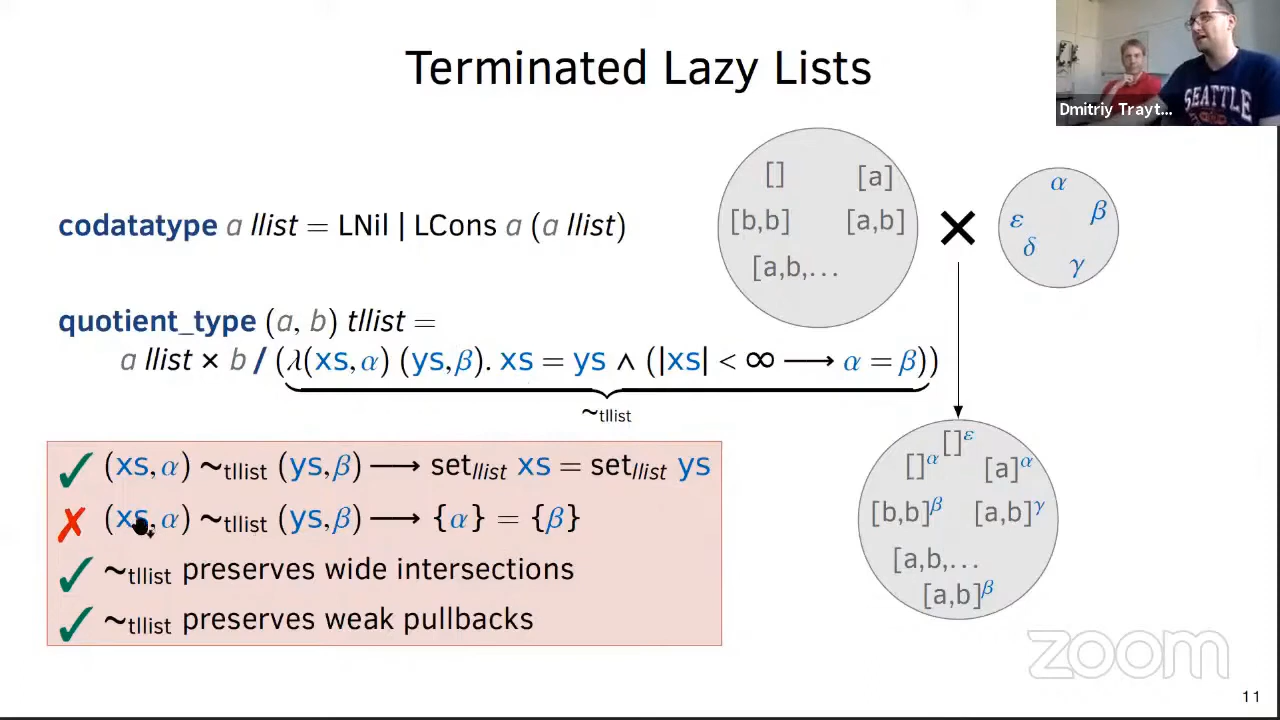 Terminated Lazy Lists
Dmitriy Trayt...
SEATTLE
codatatype a llist = LNil | LCons a (a llist)
[] [a]
[b,b] [a,b]
[a,b,...
×
α
ε β
δ
γ
quotient_type (a, b) tllist =
a llist × b / (λ(xs,α) (ys,β). xs = ys ∧ (|xs| < ∞ ⟶ α = β))
~tllist
✓ (xs,α) ~tllist (ys,β) ⟶ setllist xs = setllist ys
✗ (xs,α) ~tllist (ys,β) ⟶ {α} = {β}
✓ ~tllist preserves wide intersections
✓ ~tllist preserves weak pullbacks
[]ε
[]α [a]α
[b,b]β [a,b]γ
[a,b,...
[a,b]β
zoom
11